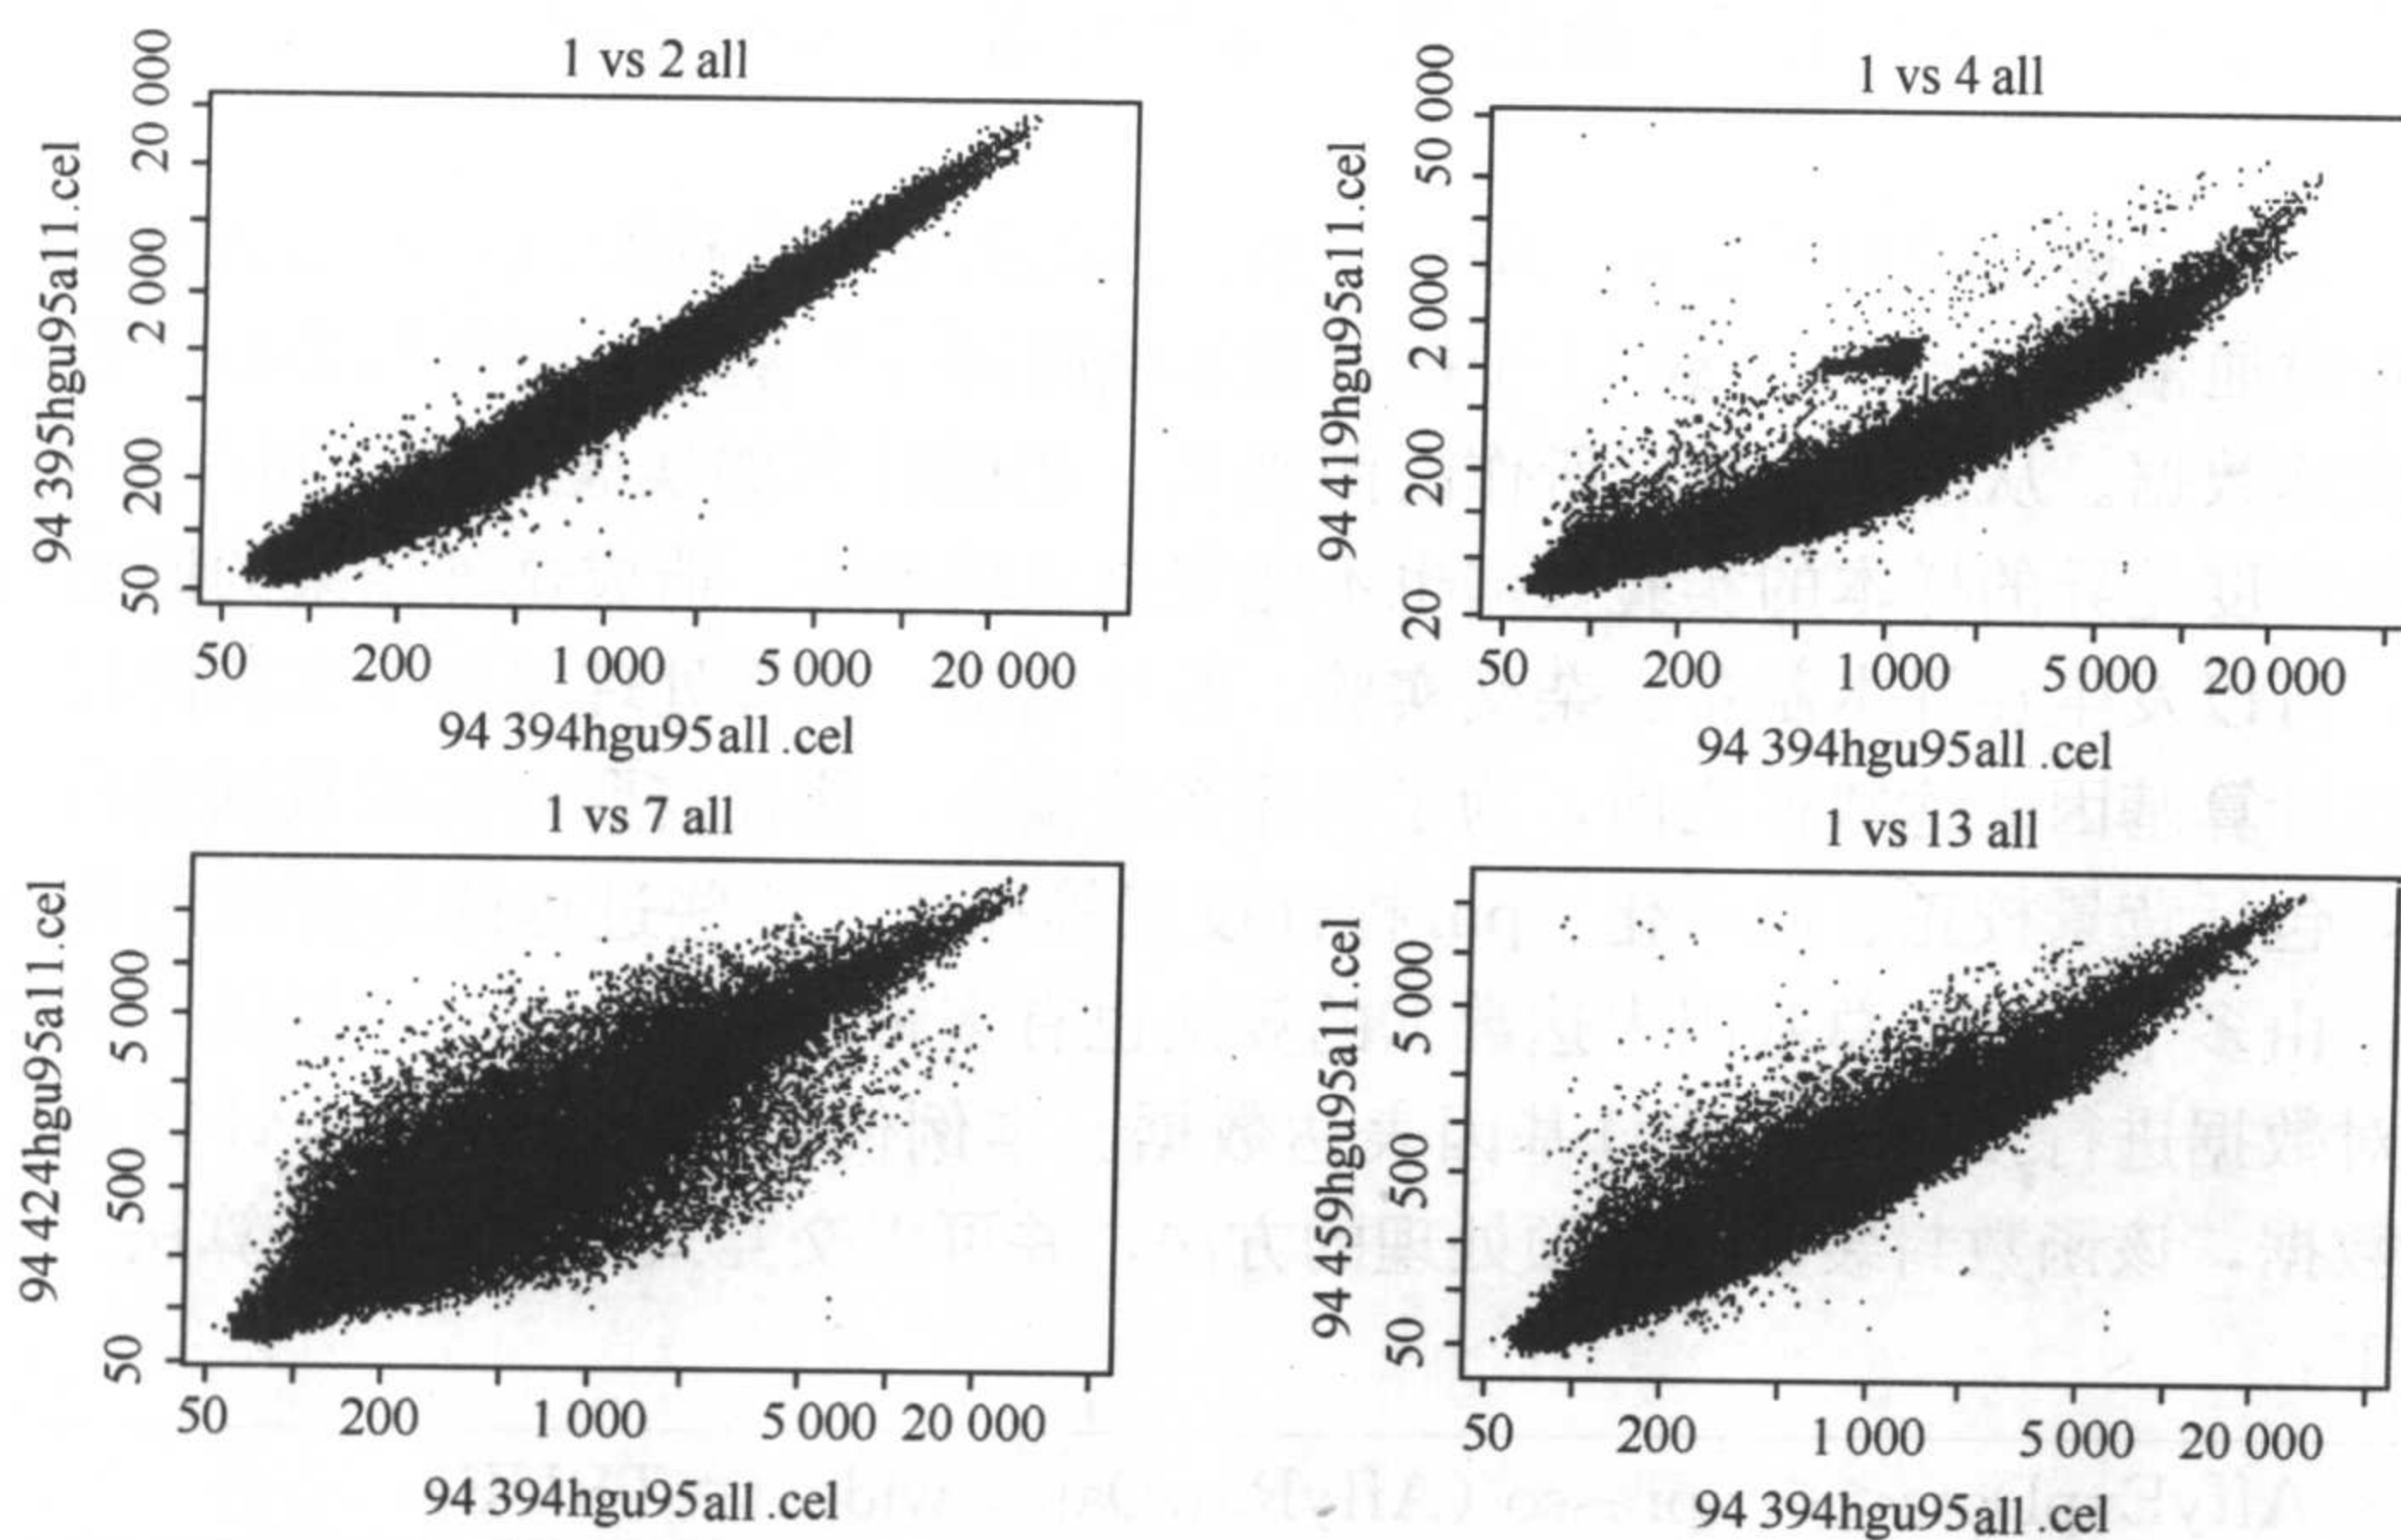 1 vs 2 all
94 395hgu95a11.cel
20 000
2 000
200
50
50 200 1 000 5 000 20 000
94 394hgu95all .cel
1 vs 4 all
94 419hgu95a11.cel
50 000
2 000
200
20
50 200 1 000 5 000 20 000
94 394hgu95all .cel
1 vs 7 all
94 424hgu95a11.cel
5 000
500
50
50 200 1 000 5 000 20 000
94 394hgu95all .cel
1 vs 13 all
94 459hgu95a11.cel
5 000
500
50
50 200 1 000 5 000 20 000
94 394hgu95all .cel